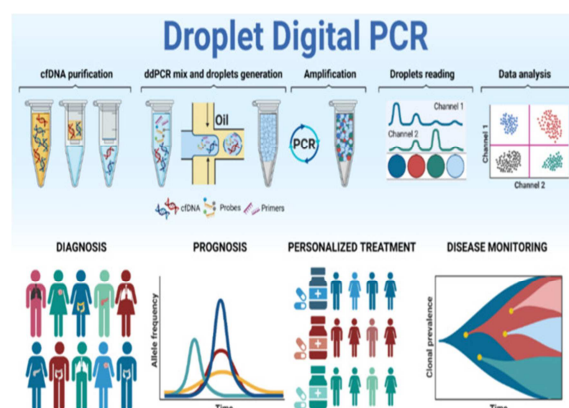 Droplet Digital PCR
cfDNA purification
ddPCR mix and droplets generation
Amplification
Droplets reading
Data analysis
Oil
PCR
Channel 1
Channel 2
Channel 1
Channel 2
cfDNA
Probes
Primers
DIAGNOSIS
PROGNOSIS
PERSONALIZED TREATMENT
DISEASE MONITORING
Allele frequency
Time
Clonal prevalence
Time